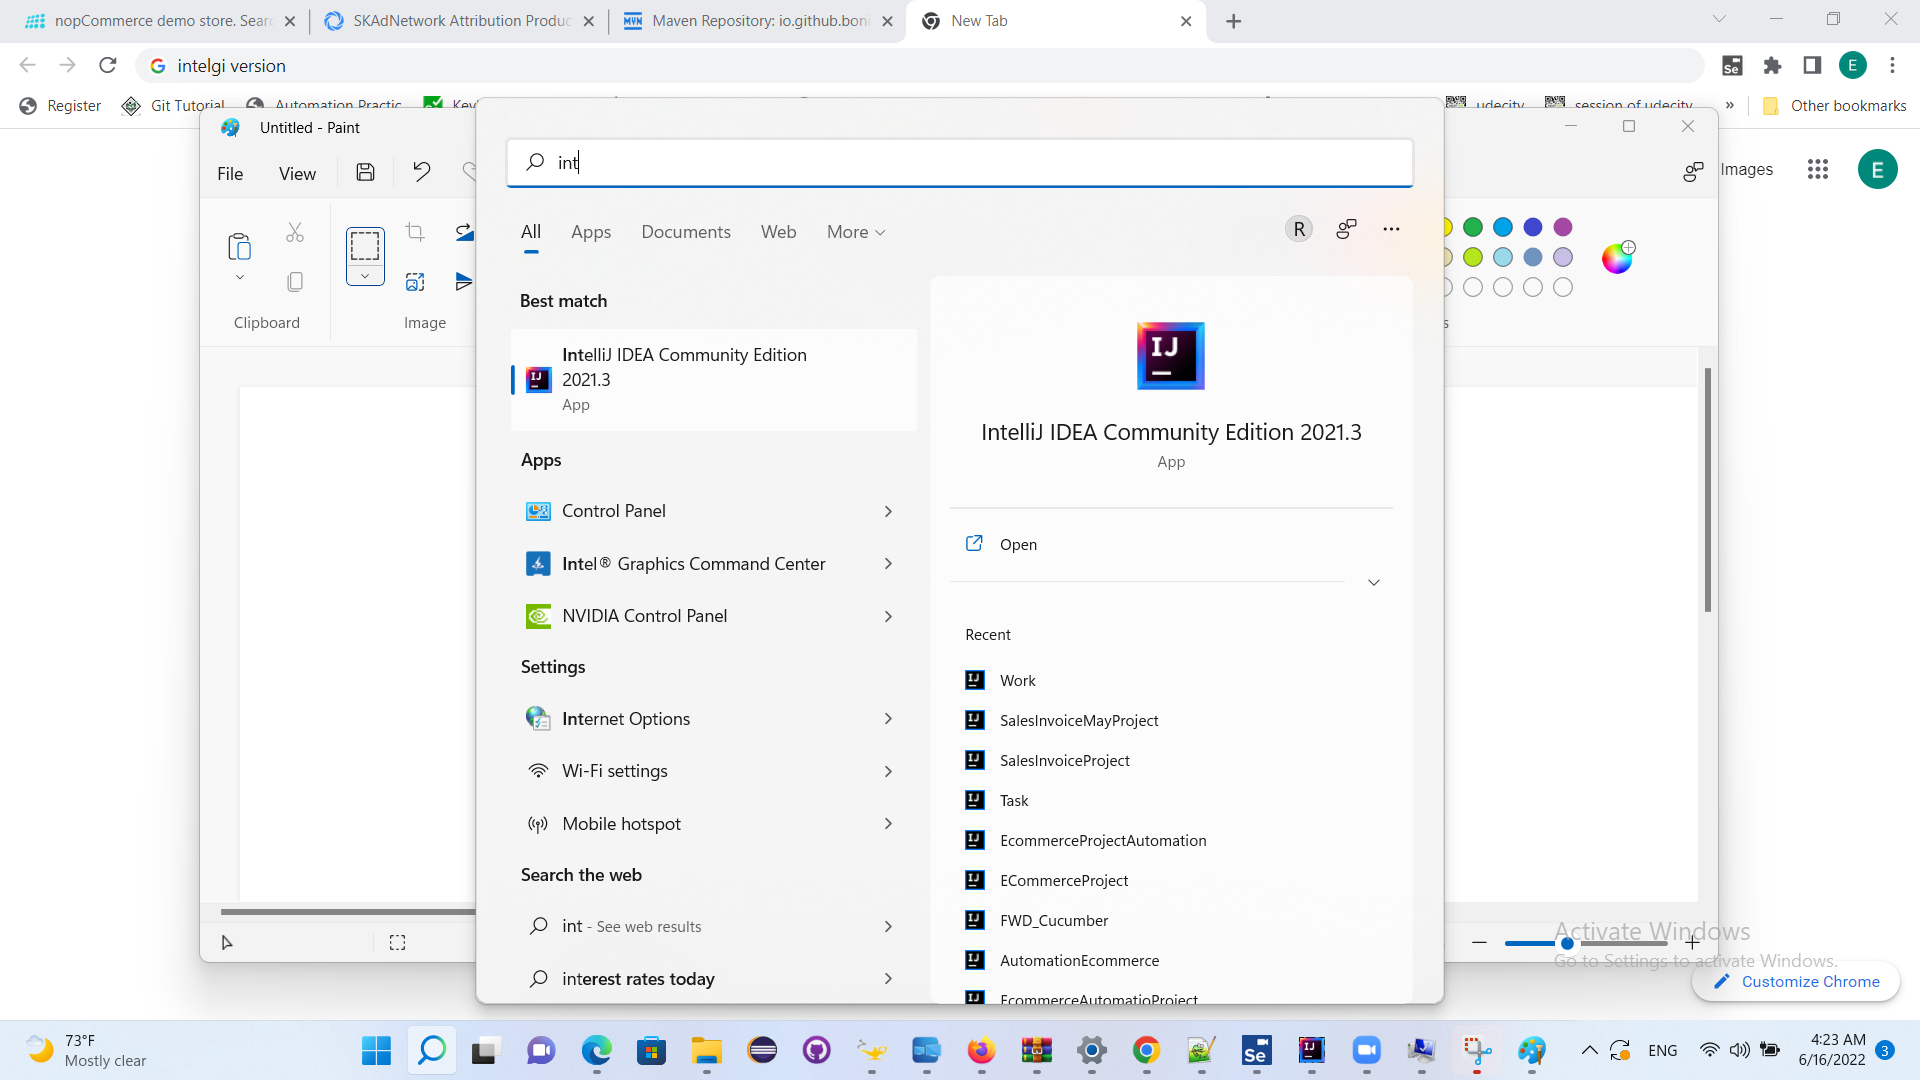 nopCommerce demo store. Sear
SKAdNetwork Attribution Produc
MVN Maven Repository: io.github.boni
New Tab
intelgi version
Se
E
Register
Git Tutorial
Automation Practic
Key
udecity
session of udecity
»
Other bookmarks
Untitled - Paint
int
File
View
Images
E
All
Apps
Documents
Web
More
R
Clipboard
Image
s
Best match
IntelliJ IDEA Community Edition
2021.3
App
Apps
Control Panel
Intel® Graphics Command Center
NVIDIA Control Panel
Settings
Internet Options
Wi-Fi settings
Mobile hotspot
Search the web
int - See web results
interest rates today
IJ
IntelliJ IDEA Community Edition 2021.3
App
Open
Recent
Work
SalesInvoiceMayProject
SalesInvoiceProject
Task
EcommerceProjectAutomation
ECommerceProject
FWD_Cucumber
AutomationEcommerce
EcommerceAutomatioProject
Activate Windows
Go to Settings to activate Windows.
Customize Chrome
73°F
Mostly clear
Se
ENG
4:23 AM
6/16/2022
3